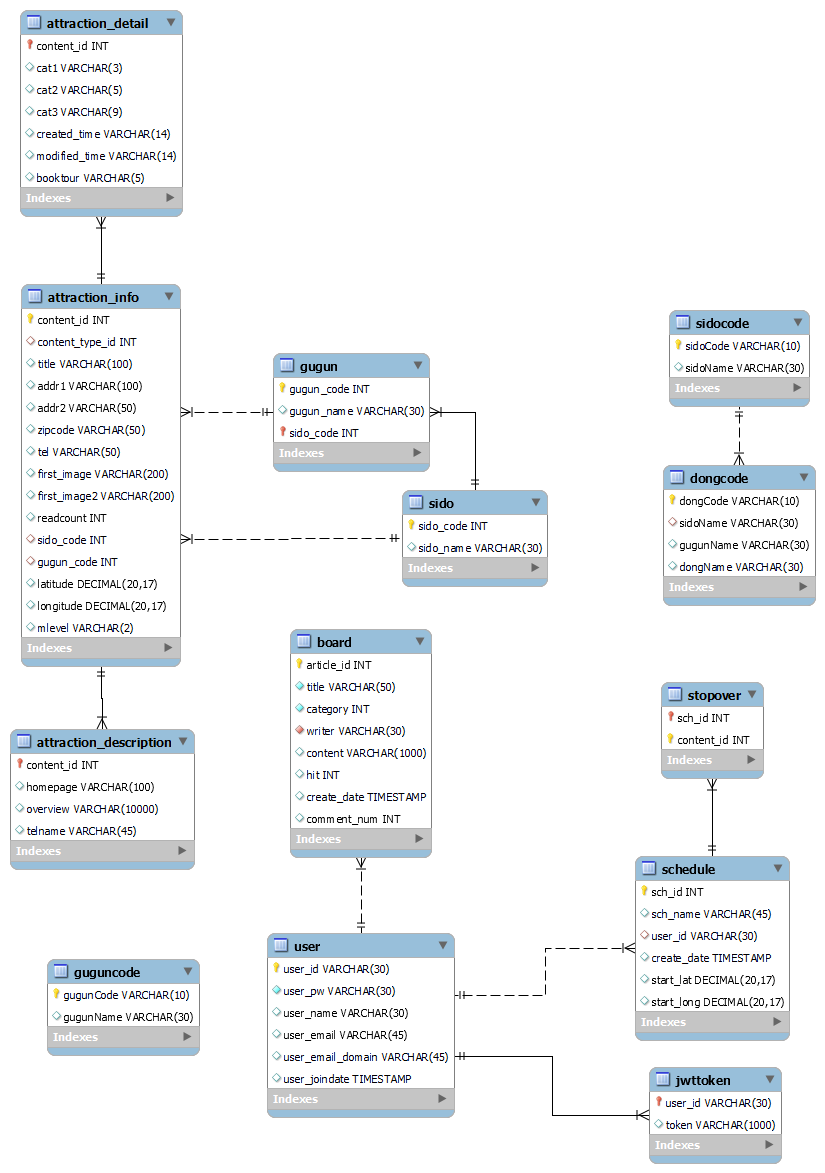 attraction_detail
content_id INT
cat1 VARCHAR(3)
cat2 VARCHAR(5)
cat3 VARCHAR(9)
created_time VARCHAR(14)
modified_time VARCHAR(14)
booktour VARCHAR(5)
Indexes
attraction_info
content_id INT
content_type_id INT
title VARCHAR(100)
addr1 VARCHAR(100)
addr2 VARCHAR(50)
zipcode VARCHAR(50)
tel VARCHAR(50)
first_image VARCHAR(200)
first_image2 VARCHAR(200)
readcount INT
sido_code INT
gugun_code INT
latitude DECIMAL(20,17)
longitude DECIMAL(20,17)
mlevel VARCHAR(2)
Indexes
gugun
gugun_code INT
gugun_name VARCHAR(30)
sido_code INT
Indexes
sido
sido_code INT
sido_name VARCHAR(30)
Indexes
sidocode
sidoCode VARCHAR(10)
sidoName VARCHAR(30)
Indexes
dongcode
dongCode VARCHAR(10)
sidoName VARCHAR(30)
gugunName VARCHAR(30)
dongName VARCHAR(30)
Indexes
attraction_description
content_id INT
homepage VARCHAR(100)
overview VARCHAR(10000)
telname VARCHAR(45)
Indexes
board
article_id INT
title VARCHAR(50)
category INT
writer VARCHAR(30)
content VARCHAR(1000)
hit INT
create_date TIMESTAMP
comment_num INT
Indexes
stopover
sch_id INT
content_id INT
Indexes
schedule
sch_id INT
sch_name VARCHAR(45)
user_id VARCHAR(30)
create_date TIMESTAMP
start_lat DECIMAL(20,17)
start_long DECIMAL(20,17)
Indexes
guguncode
gugunCode VARCHAR(10)
gugunName VARCHAR(30)
Indexes
user
user_id VARCHAR(30)
user_pw VARCHAR(30)
user_name VARCHAR(30)
user_email VARCHAR(45)
user_email_domain VARCHAR(45)
user_joindate TIMESTAMP
Indexes
jwttoken
user_id VARCHAR(30)
token VARCHAR(1000)
Indexes